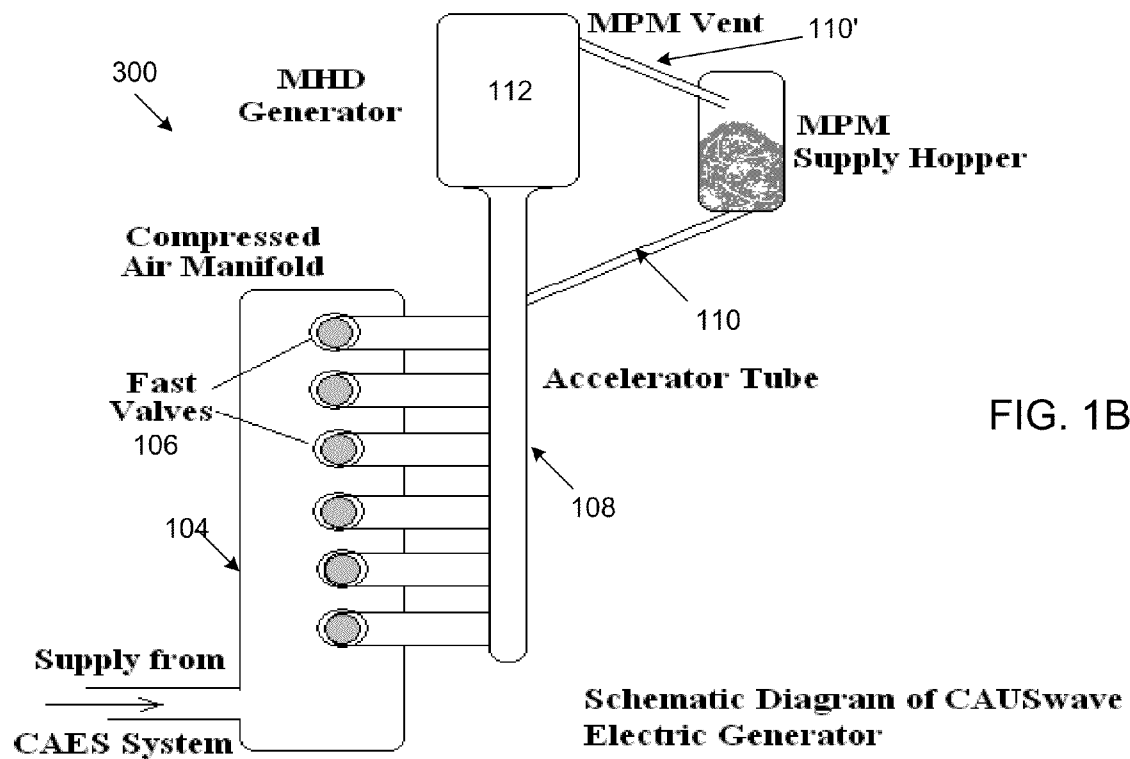 MPM Vent
110'
300
MHD
Generator
112
MPM
Supply Hopper
Compressed
Air Manifold
110
Fast
Valves
106
Accelerator Tube
FIG. 1B
108
104
Supply from
CAES System
Schematic Diagram of CAUSwave
Electric Generator